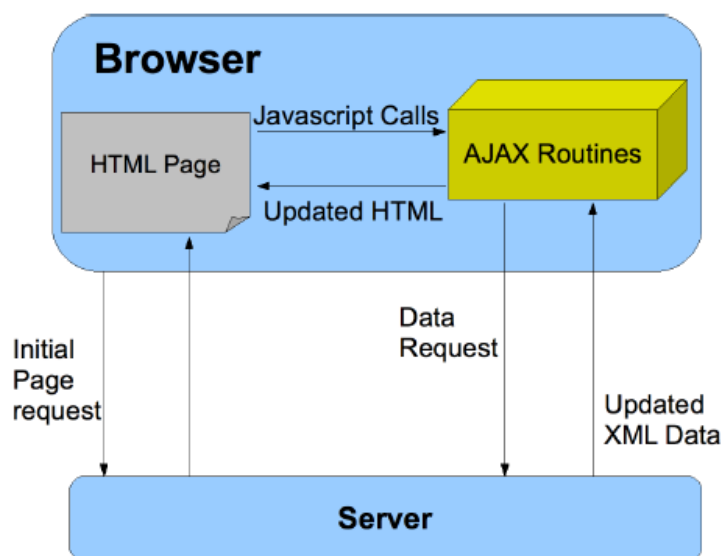 Browser
Javascript Calls
HTML Page
AJAX Routines
Updated HTML
Initial
Page
request
Data
Request
Updated
XML Data
Server